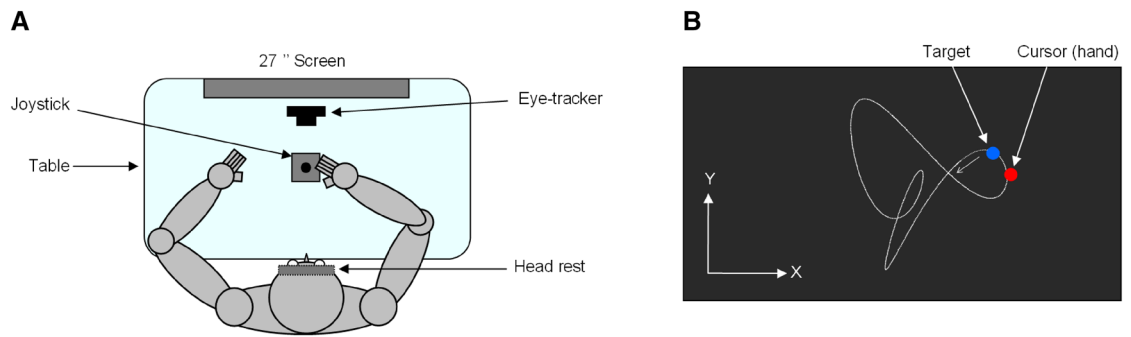 A
27 ” Screen
Joystick
Eye-tracker
Table
Head rest
B
Target
Cursor (hand)
Y
X